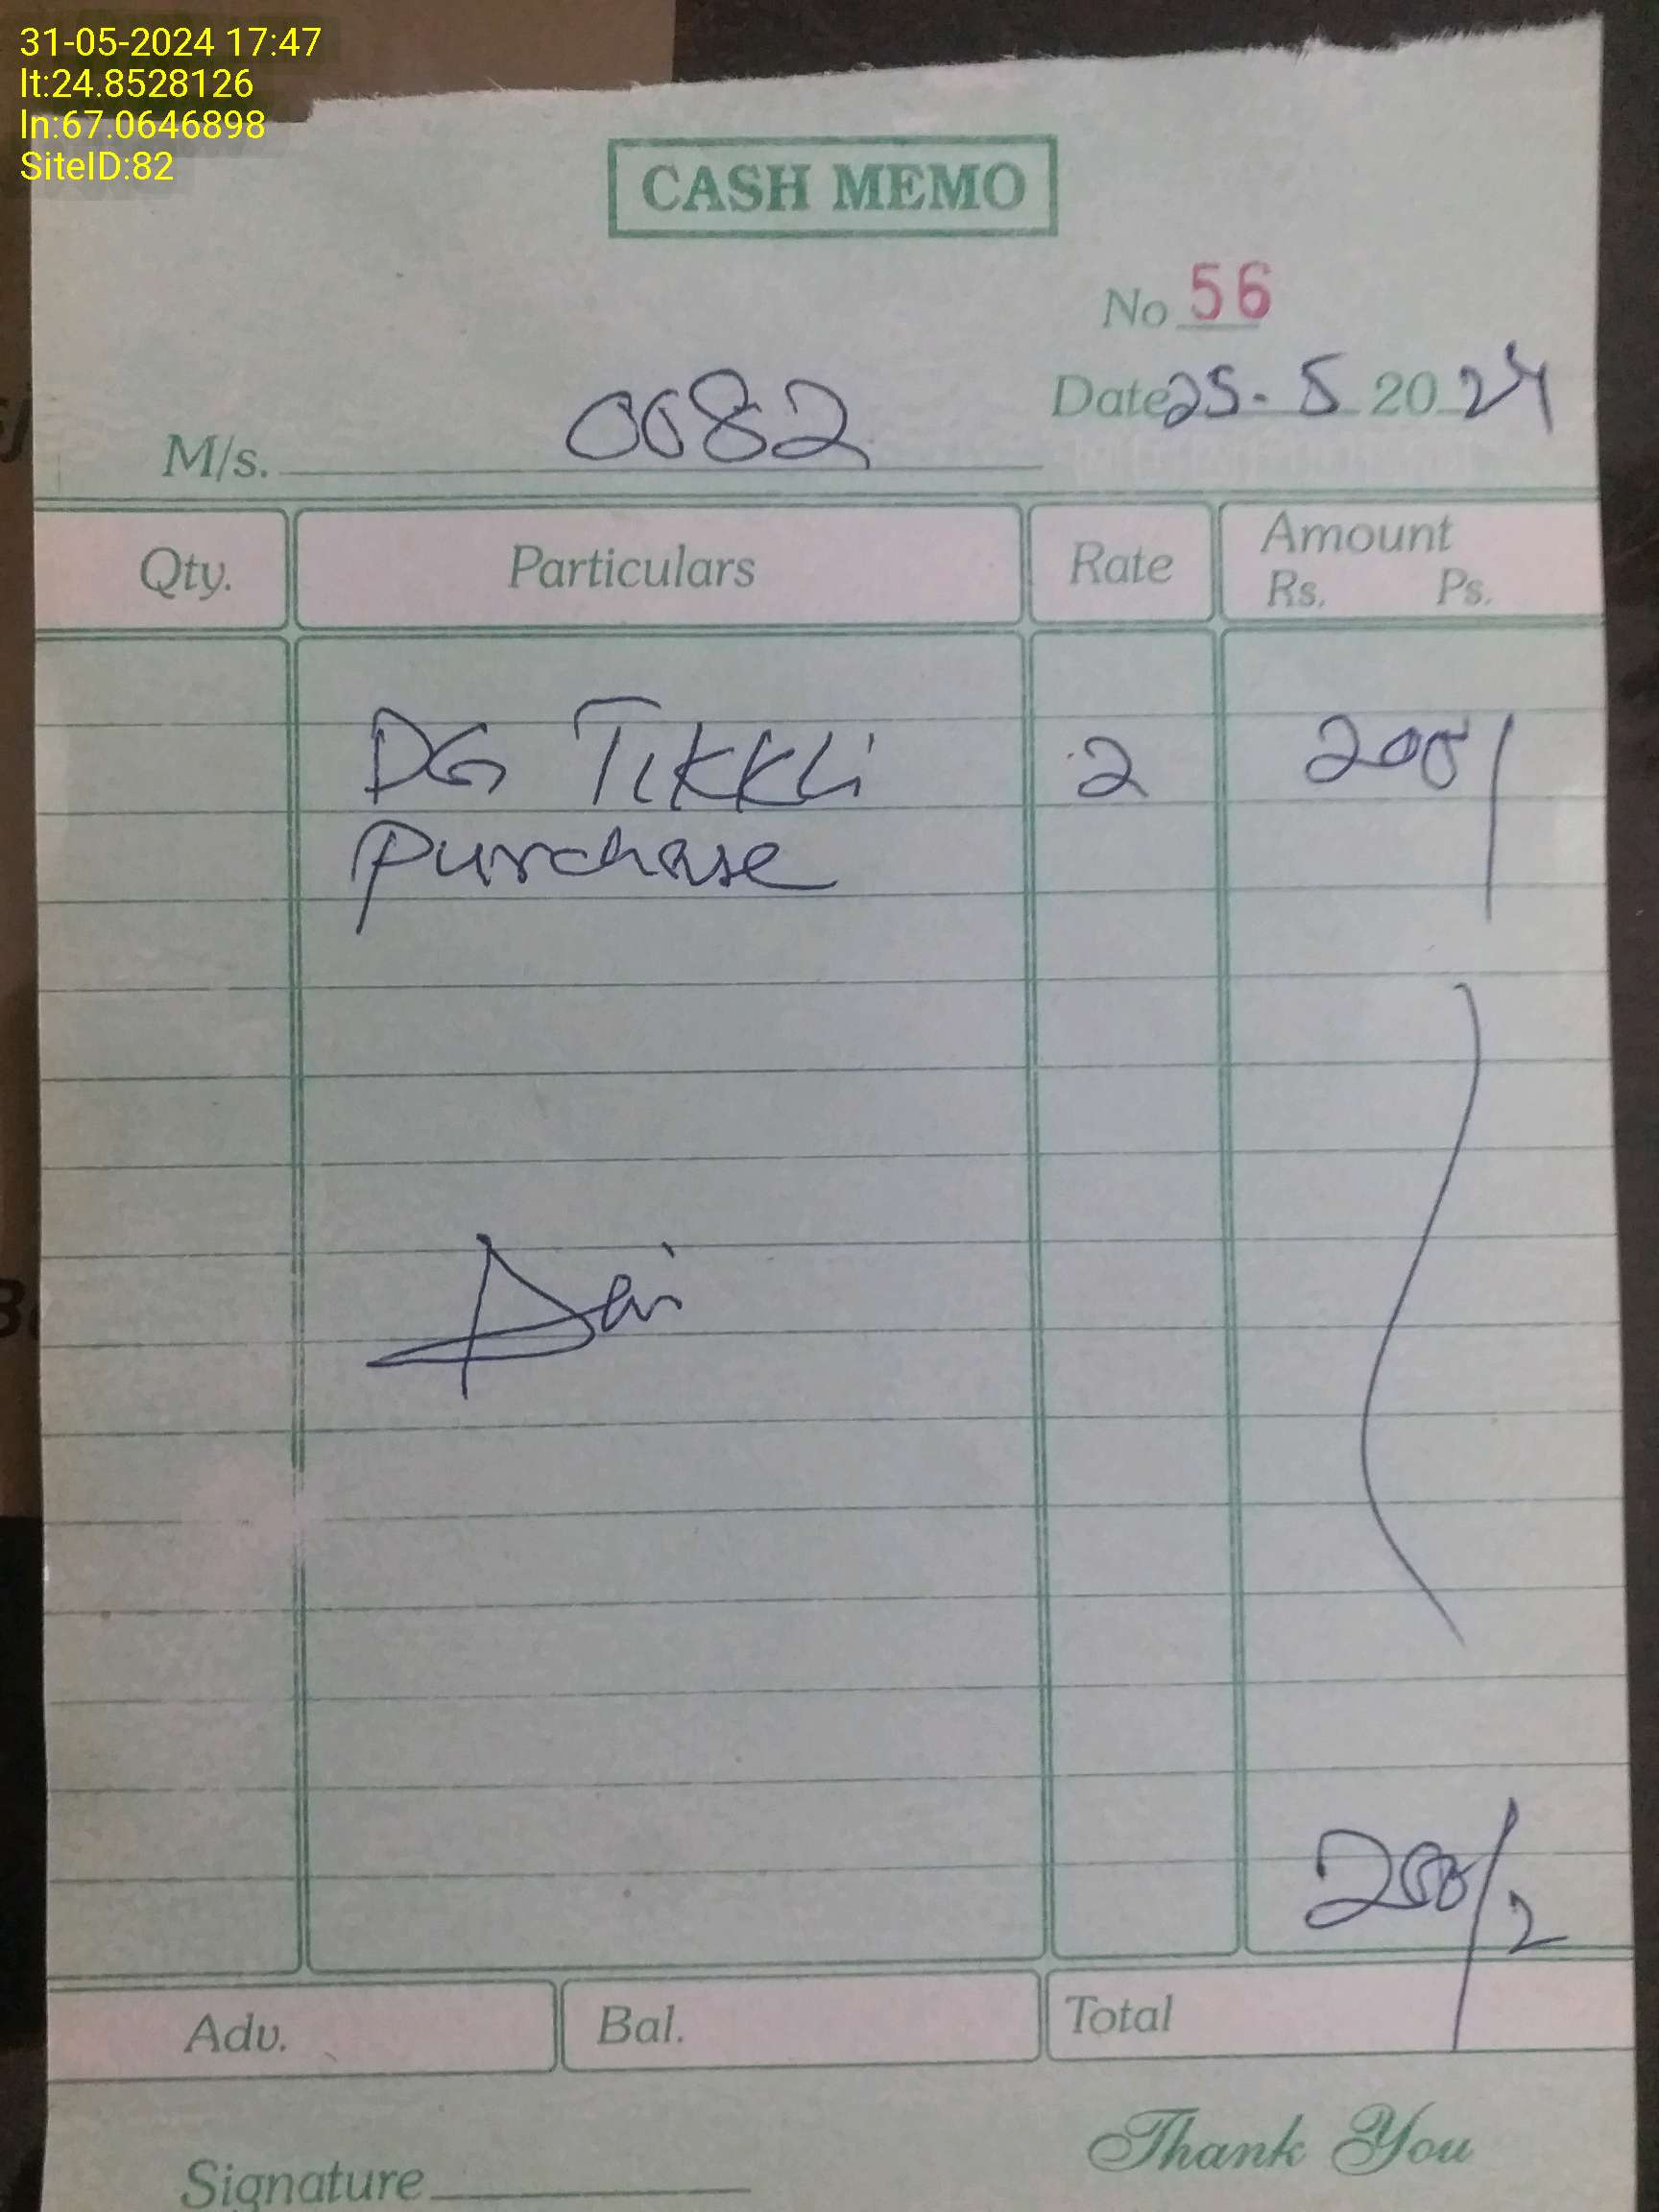 31-05-2024 17:47
lt:24.8528126
ln:67.0646898
SiteID:82
CASH MEMO
No 56
Date 25-5 2024
M/s. 0082
Qty. Particulars Rate Amount
Rs. Ps.
DG TIKKLi 2 200/
purchase
200/2
Adv. Bal. Total
Thank You
Signature